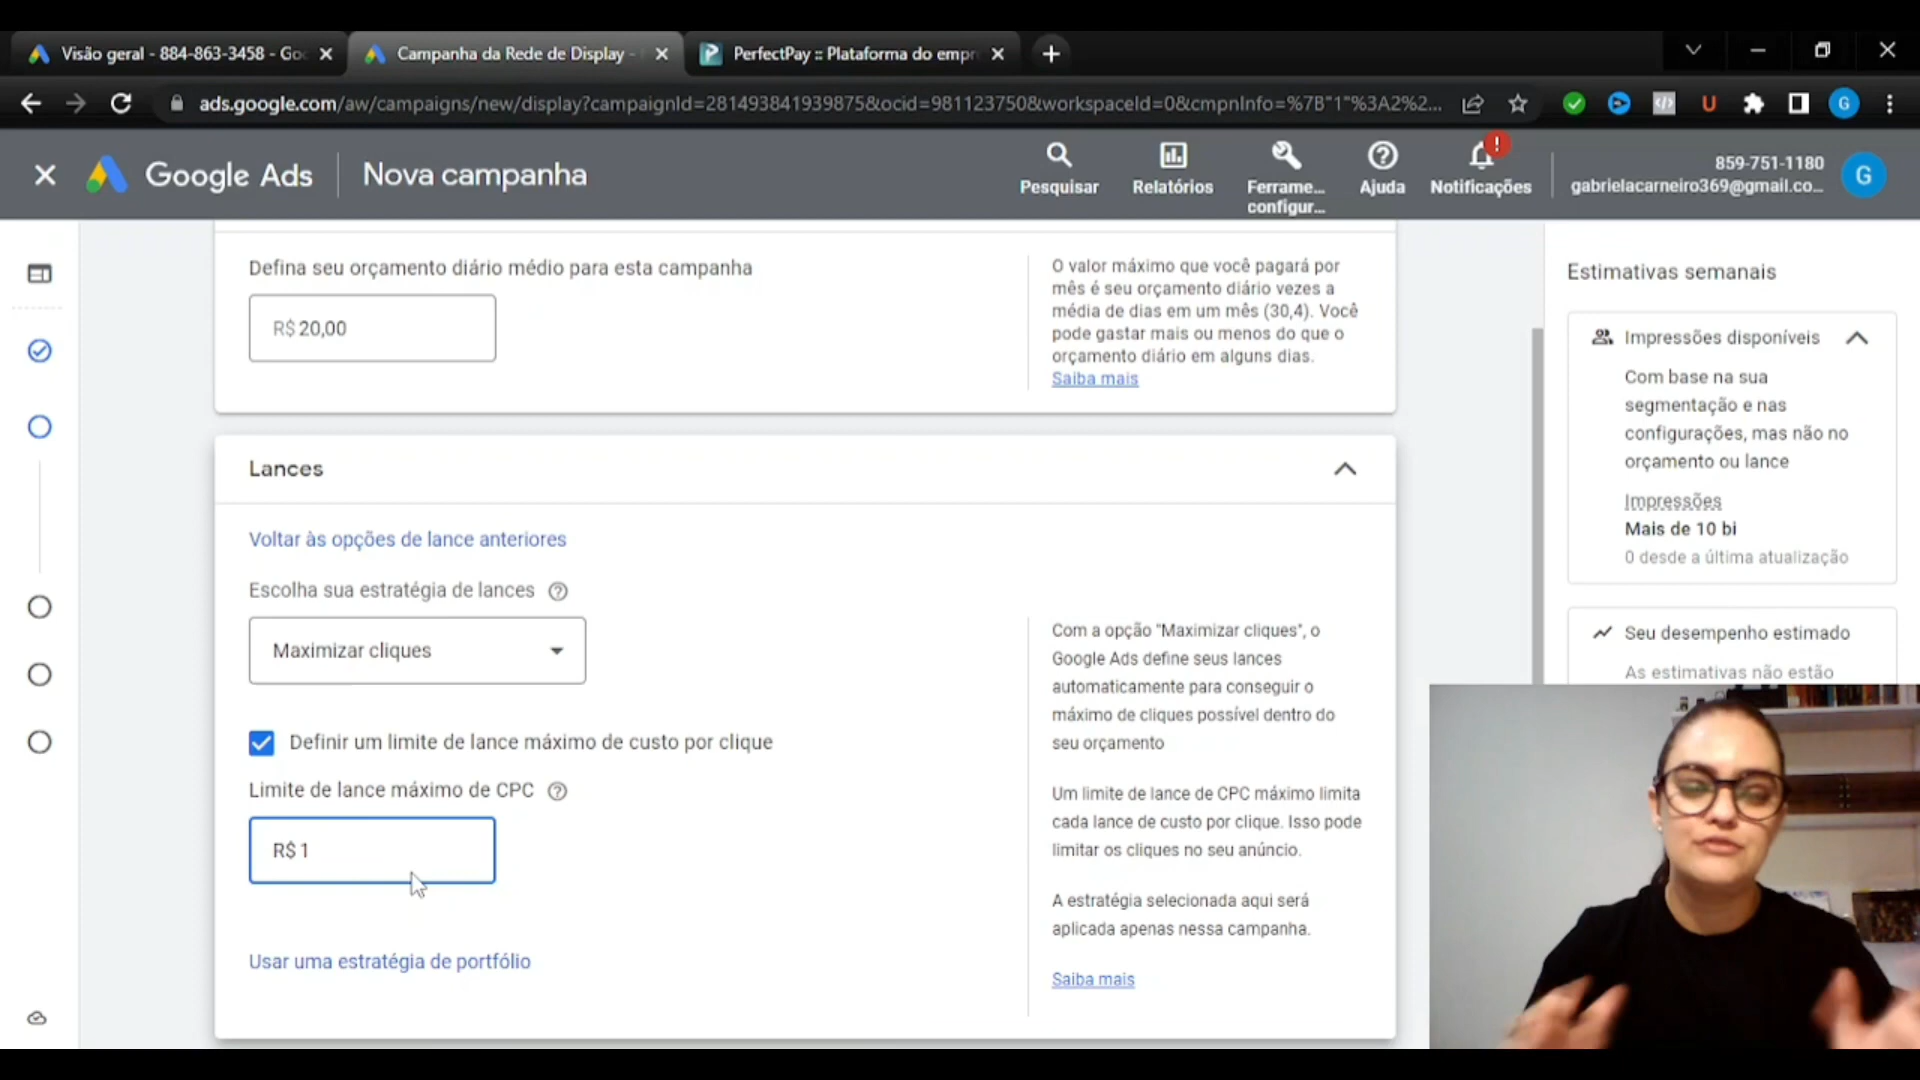 Visão geral - 884-863-3458 - Goo
Campanha da Rede de Display -
PerfectPay :: Plataforma do empr
ads.google.com/aw/campaigns/new/display?campaignId=281493841939875&ocid=981123750&workspaceId=0&cmpnInfo=%7B"1"%3A2%2...
G
Google Ads
Nova campanha
Pesquisar
Relatórios
Ferrame...
configur...
Ajuda
!
Notificações
859-751-1180
gabrielacarneiro369@gmail.co...
G
Defina seu orçamento diário médio para esta campanha
R$ 20,00
O valor máximo que você pagará por
mês é seu orçamento diário vezes a
média de dias em um mês (30,4). Você
pode gastar mais ou menos do que o
orçamento diário em alguns dias.
Saiba mais
Lances
Voltar às opções de lance anteriores
Escolha sua estratégia de lances
Maximizar cliques
Definir um limite de lance máximo de custo por clique
Limite de lance máximo de CPC
R$ 1
Usar uma estratégia de portfólio
Com a opção "Maximizar cliques", o
Google Ads define seus lances
automaticamente para conseguir o
máximo de cliques possível dentro do
seu orçamento
Um limite de lance de CPC máximo limita
cada lance de custo por clique. Isso pode
limitar os cliques no seu anúncio.
A estratégia selecionada aqui será
aplicada apenas nessa campanha.
Saiba mais
Estimativas semanais
Impressões disponíveis
Com base na sua
segmentação e nas
configurações, mas não no
orçamento ou lance
Impressões
Mais de 10 bi
0 desde a última atualização
Seu desempenho estimado
As estimativas não estão